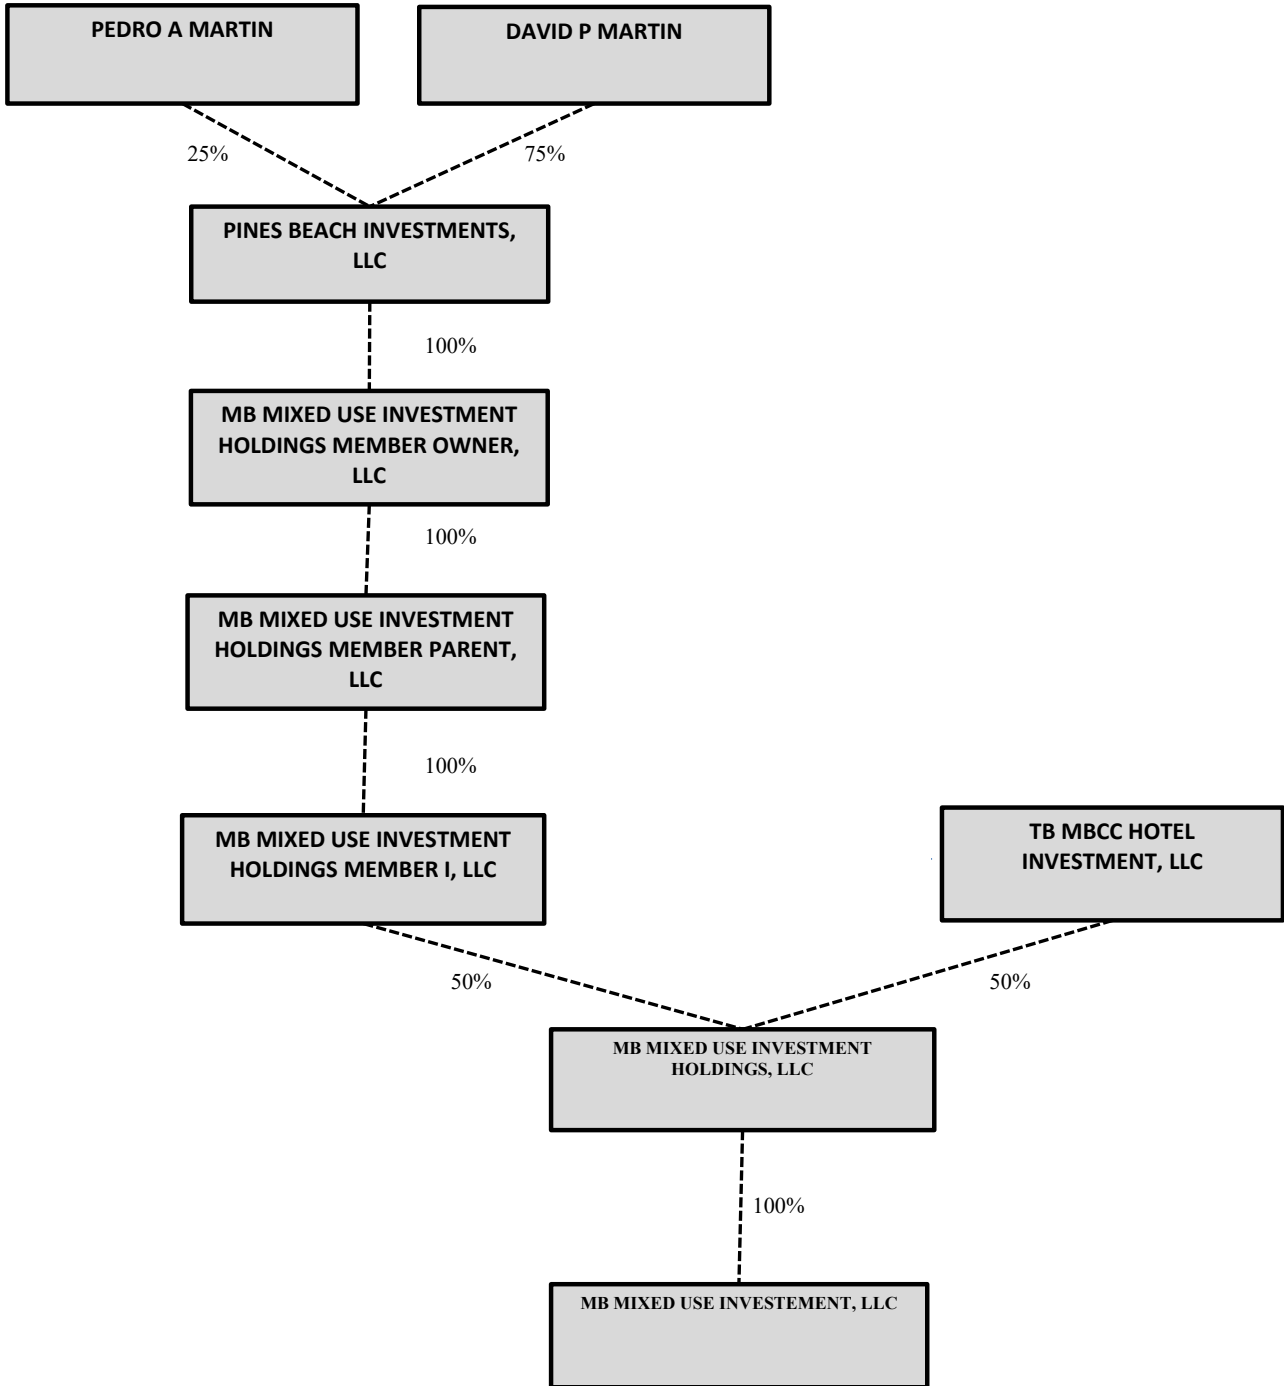 PEDRO A MARTIN
DAVID P MARTIN
25%
75%
PINES BEACH INVESTMENTS,
LLC
100%
MB MIXED USE INVESTMENT
HOLDINGS MEMBER OWNER,
LLC
100%
MB MIXED USE INVESTMENT
HOLDINGS MEMBER PARENT,
LLC
100%
MB MIXED USE INVESTMENT
HOLDINGS MEMBER I, LLC
TB MBCC HOTEL
INVESTMENT, LLC
50%
50%
MB MIXED USE INVESTMENT
HOLDINGS, LLC
100%
MB MIXED USE INVESTEMENT, LLC